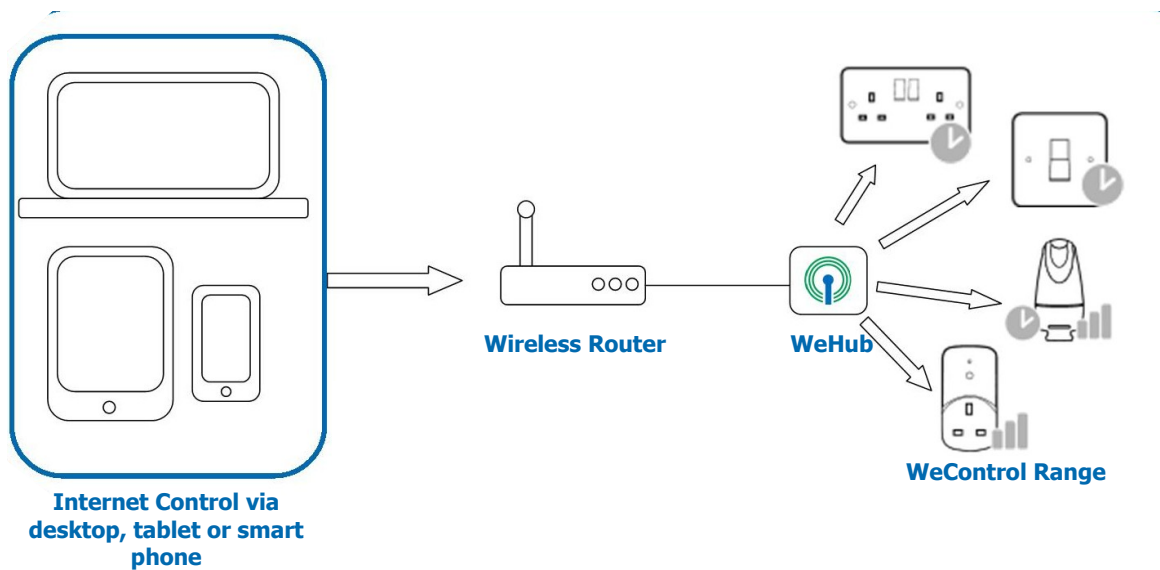 Wireless Router
WeHub
WeControl Range
Internet Control via
desktop, tablet or smart
phone